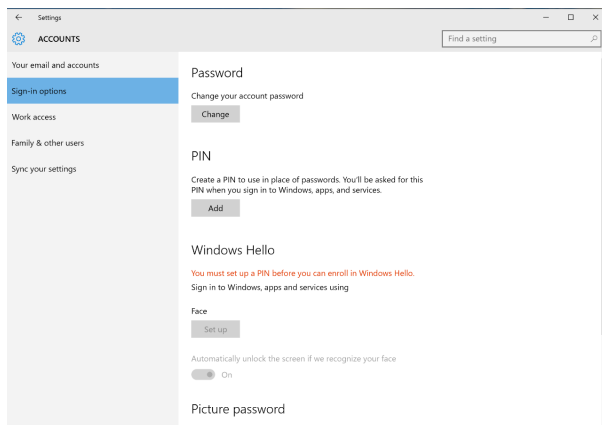 Settings
ACCOUNTS
Find a setting
Your email and accounts
Sign-in options
Work access
Family & other users
Sync your settings
Password
Change your account password
Change
PIN
Create a PIN to use in place of passwords. You'll be asked for this
PIN when you sign in to Windows, apps, and services.
Add
Windows Hello
You must set up a PIN before you can enroll in Windows Hello.
Sign in to Windows, apps and services using
Face
Set up
Automatically unlock the screen if we recognize your face
On
Picture password